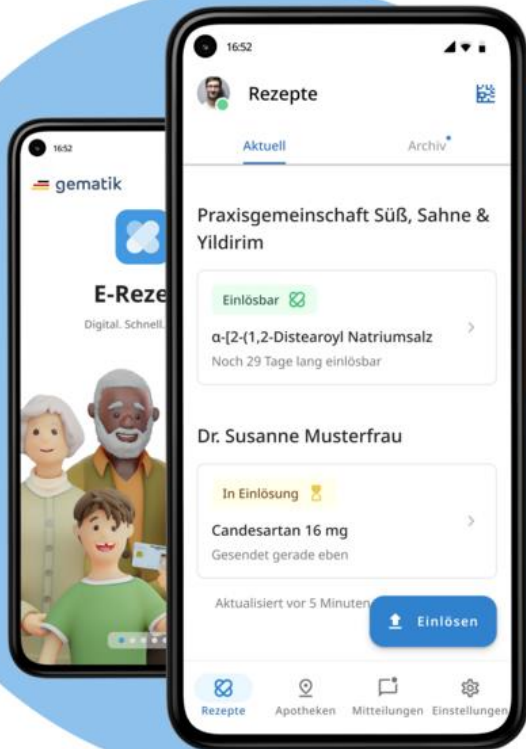 16:52
gematik
E-Reze
Digital. Schnell.
16:52
Rezepte
Aktuell
Archiv
Praxisgemeinschaft Süß, Sahne &
Yildirim
Einlösbar
α-[2-(1,2-Distearoyl Natriumsalz
Noch 29 Tage lang einlösbar
Dr. Susanne Musterfrau
In Einlösung
Candesartan 16 mg
Gesendet gerade eben
Aktualisiert vor 5 Minuten
Einlösen
Rezepte
Apotheken
Mitteilungen
Einstellungen